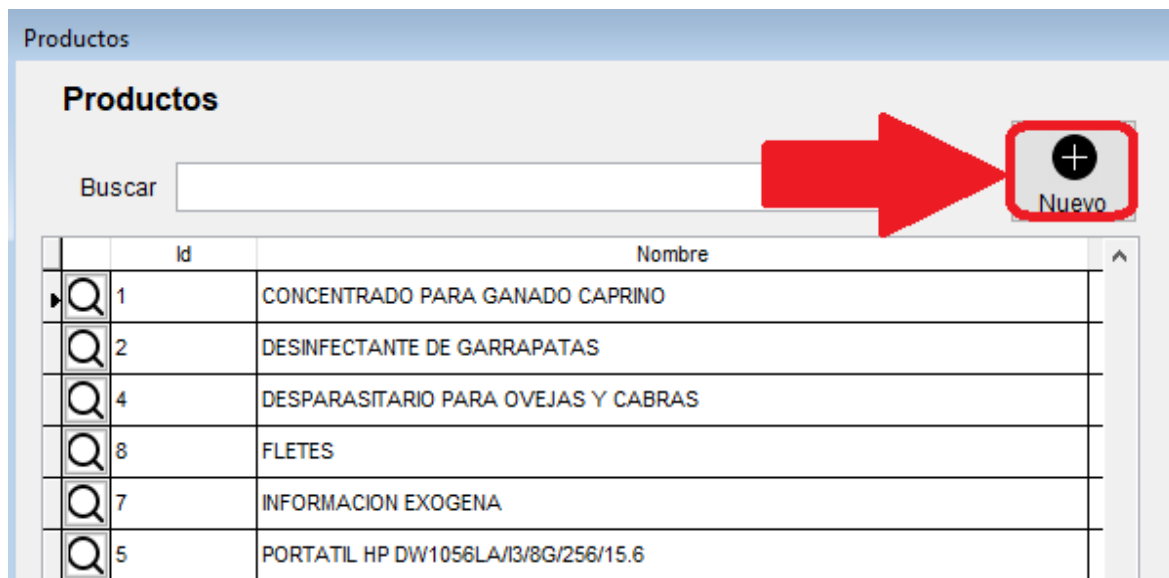 Productos
Productos
Buscar
Nuevo
Id Nombre
1 CONCENTRADO PARA GANADO CAPRINO
2 DESINFECTANTE DE GARRAPATAS
4 DESPARASITARIO PARA OVEJAS Y CABRAS
8 FLETES
7 INFORMACION EXOGENA
5 PORTATIL HP DW1056LA/I3/8G/256/15.6